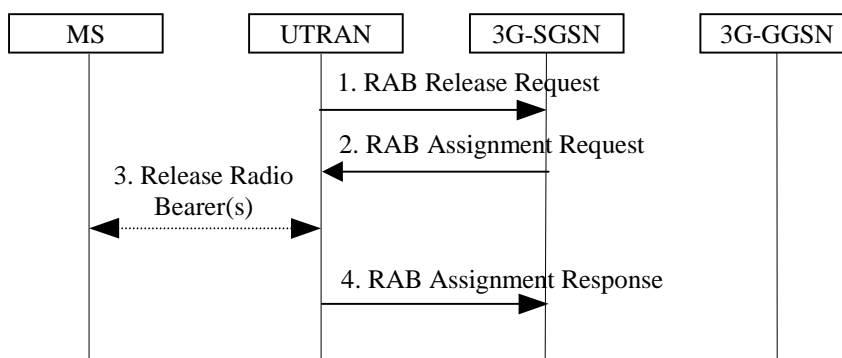 MS
UTRAN
3G-SGSN
3G-GGSN
1. RAB Release Request
2. RAB Assignment Request
3. Release Radio
Bearer(s)
4. RAB Assignment Response